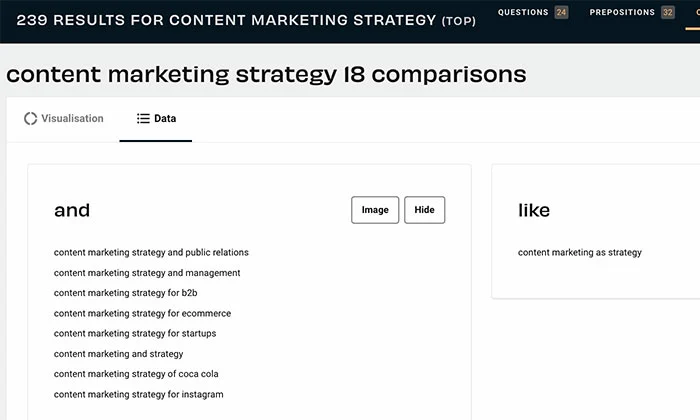 239 RESULTS FOR CONTENT MARKETING STRATEGY (TOP)
QUESTIONS 24
PREPOSITIONS 32
content marketing strategy 18 comparisons
Visualisation
Data
and
Image
Hide
content marketing strategy and public relations
content marketing strategy and management
content marketing strategy for b2b
content marketing strategy for ecommerce
content marketing strategy for startups
content marketing and strategy
content marketing strategy of coca cola
content marketing strategy for instagram
like
content marketing as strategy